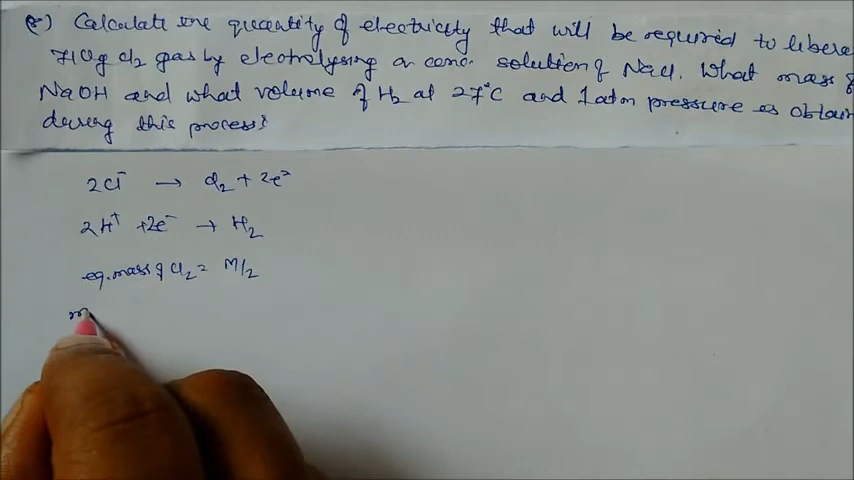 Q) Calculate the quantity of electricity that will be required to libera
710g Cl2 gas by electrolysing a conc. solution of NaCl. What mass of
NaOH and what volume of H2 at 27°C and 1 atm pressure is obtain
during this process?
2Cl⁻ → Cl2 + 2e⁻
2H⁺ + 2e⁻ → H2
eq. mass of Cl2 = M/2